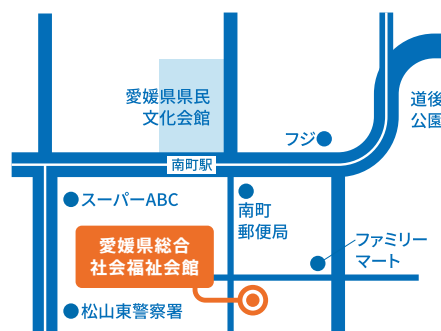 愛媛県県民
文化会館
道後
公園
フジ
南町駅
スーパーABC
南町
郵便局
愛媛県総合
社会福祉会館
ファミリー
マート
松山東警察署